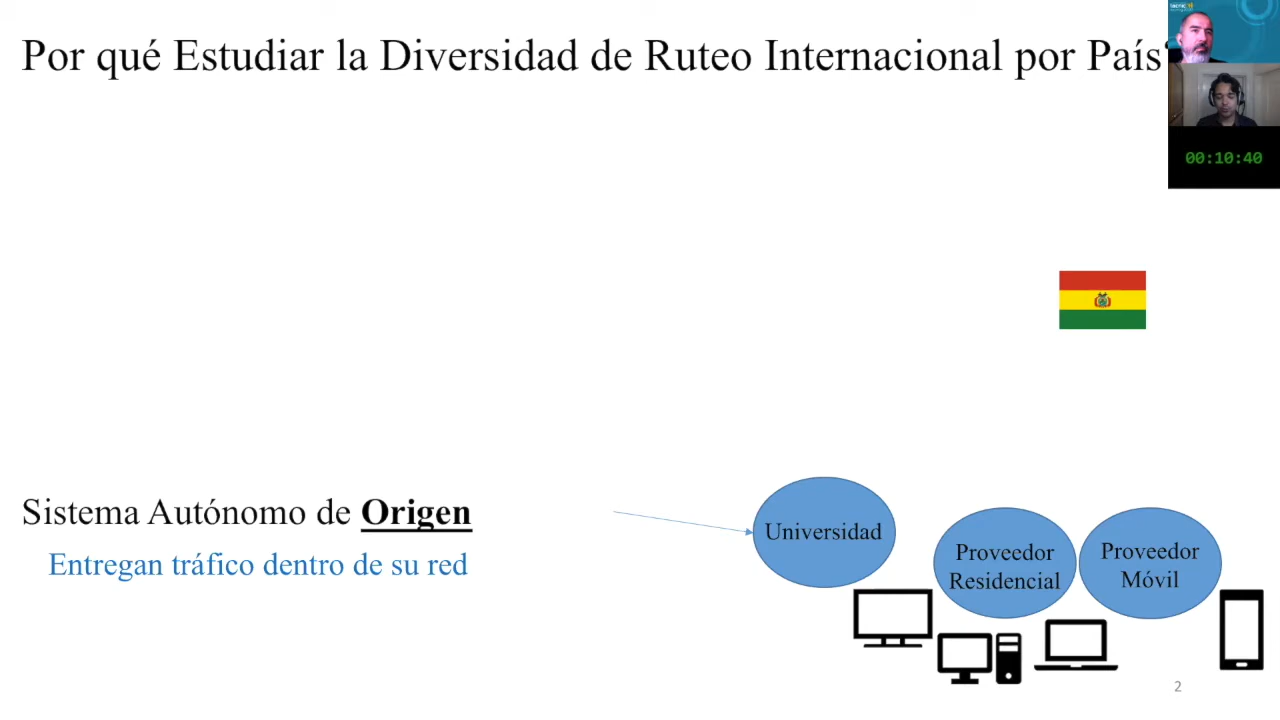 Por qué Estudiar la Diversidad de Ruteo Internacional por País
00:10:40
Sistema Autónomo de Origen
Entregan tráfico dentro de su red
Universidad
Proveedor
Residencial
Proveedor
Móvil
2